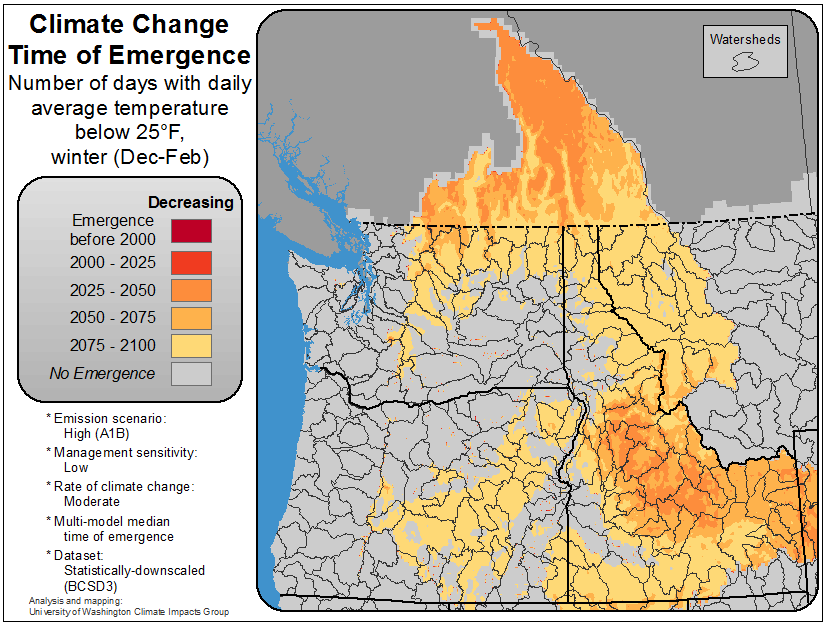 Climate Change
Time of Emergence
Number of days with daily
average temperature
below 25°F,
winter (Dec-Feb)
Decreasing
Emergence
before 2000
2000 - 2025
2025 - 2050
2050 - 2075
2075 - 2100
No Emergence
* Emission scenario:
High (A1B)
* Management sensitivity:
Low
* Rate of climate change:
Moderate
* Multi-model median
time of emergence
* Dataset:
Statistically-downscaled
(BCSD3)
Analysis and mapping:
University of Washington Climate Impacts Group
Watersheds